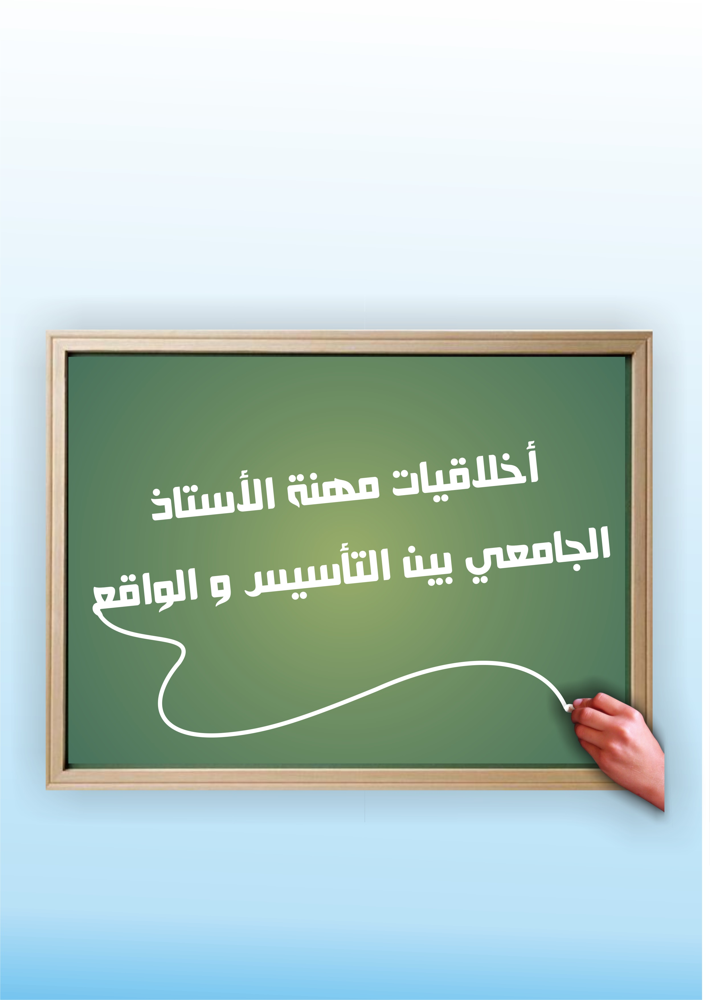 أخلاقيات مهنة الأستاذ
الجامعي بين التأسيس و الواقع